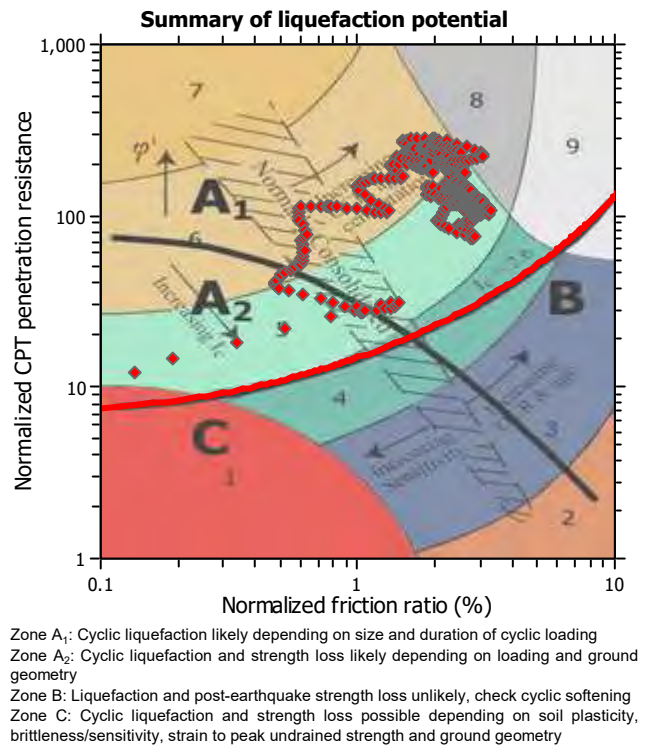 Summary of liquefaction potential
1,000
7
8
9
φ'
A1
100
6
A2
B
Increasing Ic
5
10
4
C
1
Increasing
Sensitivity
3
2
1
0.1
1
10
Normalized CPT penetration resistance
Normalized friction ratio (%)
Zone A1: Cyclic liquefaction likely depending on size and duration of cyclic loading
Zone A2: Cyclic liquefaction and strength loss likely depending on loading and ground
geometry
Zone B: Liquefaction and post-earthquake strength loss unlikely, check cyclic softening
Zone C: Cyclic liquefaction and strength loss possible depending on soil plasticity,
brittleness/sensitivity, strain to peak undrained strength and ground geometry